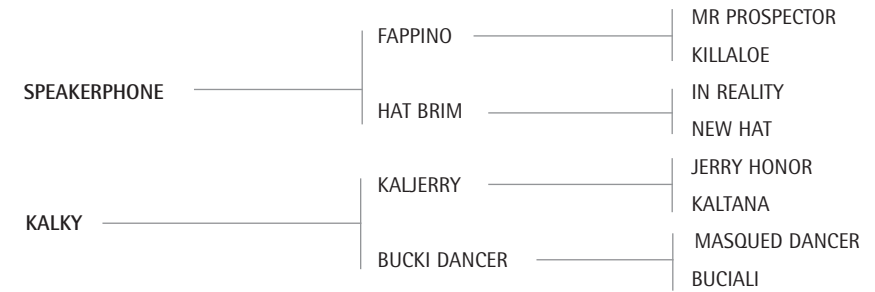 MR PROSPECTOR
FAPPINO
KILLALOE
SPEAKERPHONE
IN REALITY
HAT BRIM
NEW HAT
JERRY HONOR
KALJERRY
KALTANA
KALKY
MASQUED DANCER
BUCKI DANCER
BUCIALI